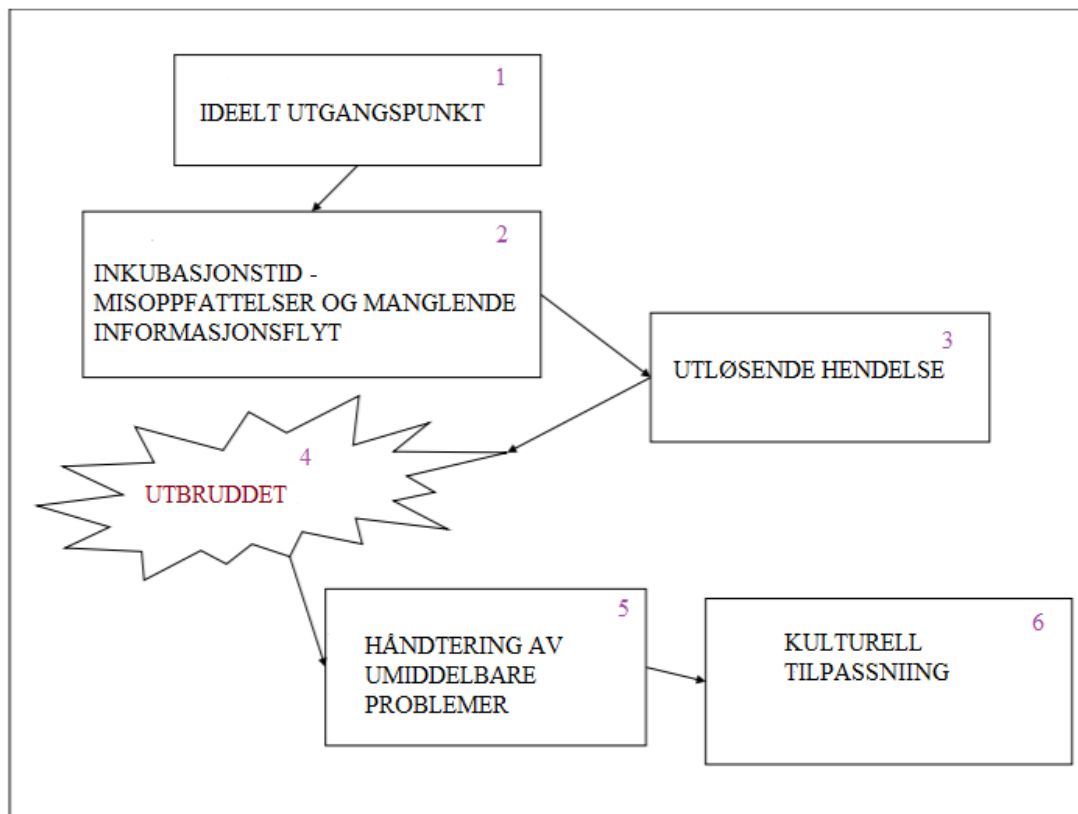 1
IDEELT UTGANGSPUNKT
2
INKUBASJONSTID -
MISOPPFATTELSER OG MANGLENDE
INFORMASJONSFLYT
3
UTLØSENDE HENDELSE
4
UTBRUDDET
5
HÅNDTERING AV
UMIDDELBARE
PROBLEMER
6
KULTURELL
TILPASSNIING